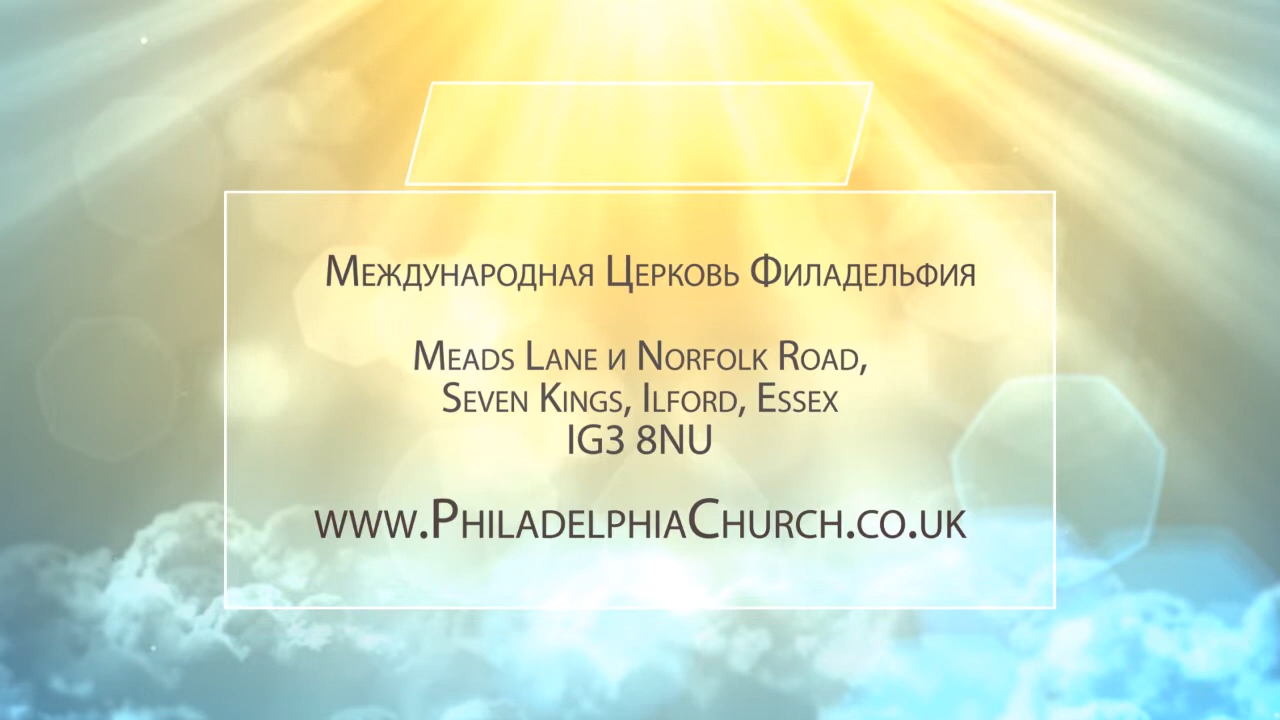 Международная Церковь Филадельфия
Meads Lane и Norfolk Road,
Seven Kings, Ilford, Essex
IG3 8NU
www.PhiladelphiaChurch.co.uk